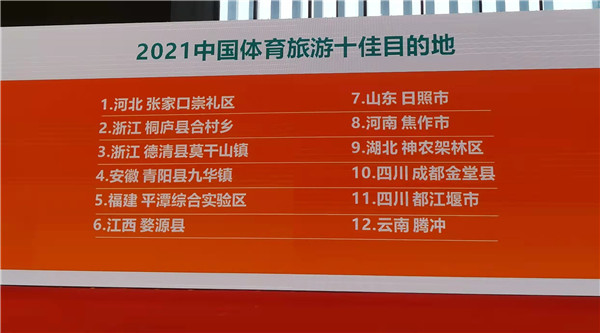 2021中国体育旅游十佳目的地
1.河北 张家口崇礼区
2.浙江 桐庐县合村乡
3.浙江 德清县莫干山镇
4.安徽 青阳县九华镇
5.福建 平潭综合实验区
6.江西 婺源县
7.山东 日照市
8.河南 焦作市
9.湖北 神农架林区
10.四川 成都金堂县
11.四川 都江堰市
12.云南 腾冲